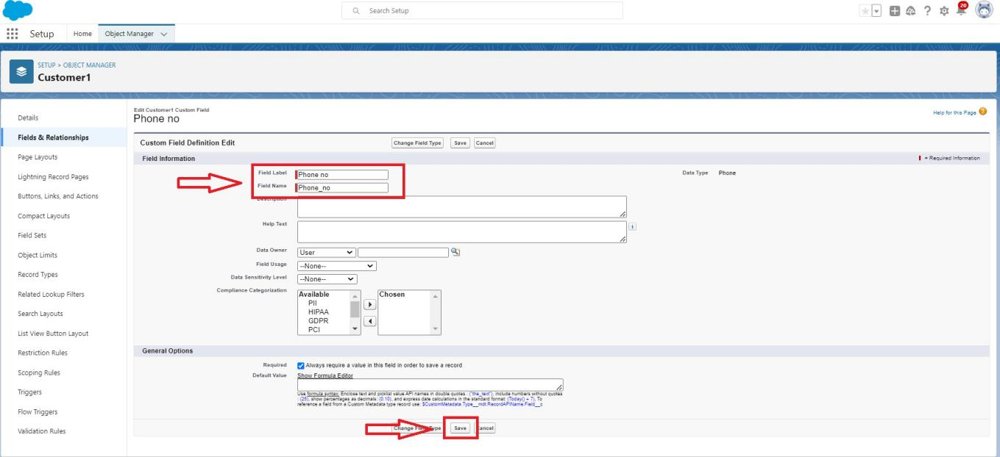 Search Setup
20
Setup
Home
Object Manager
SETUP > OBJECT MANAGER
Customer1
Details
Fields & Relationships
Page Layouts
Lightning Record Pages
Buttons, Links, and Actions
Compact Layouts
Field Sets
Object Limits
Record Types
Related Lookup Filters
Search Layouts
List View Button Layout
Restriction Rules
Scoping Rules
Triggers
Flow Triggers
Validation Rules
Edit Customer1 Custom Field
Phone no
Help for this Page ?
Custom Field Definition Edit
Change Field Type Save Cancel
Field Information
= Required Information
Field Label Phone no
Data Type Phone
Field Name Phone_no
Description
Help Text
i
Data Owner User
Field Usage --None--
Data Sensitivity Level --None--
Compliance Categorization
Available
PII
HIPAA
GDPR
PCI
Chosen
General Options
Required Always require a value in this field in order to save a record
Default Value Show Formula Editor
Use formula syntax: Enclose text and picklist value API names in double quotes : ("the_text"), include numbers without quotes
: (25), show percentages as decimals: (0.10), and express date calculations in the standard format: (Today() + 7), To
reference a field from a Custom Metadata type record use: $CustomMetadata.Type__mdt.RecordAPIName.Field__c
Change Field Type Save Cancel